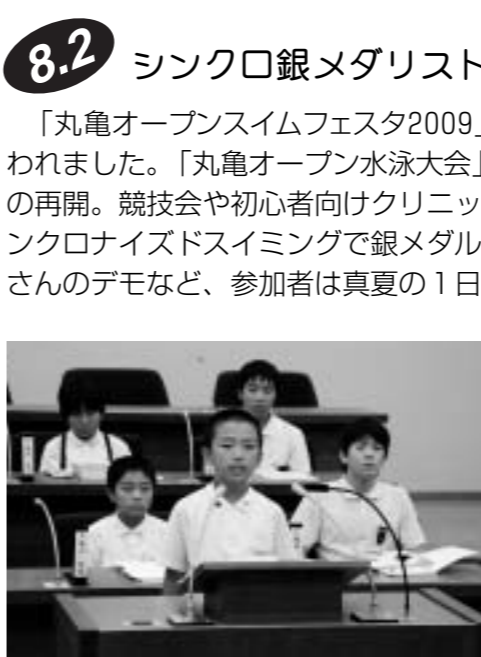 8.2 シンクロ銀メダリスト
「丸亀オープンスイムフェスタ2009」
われました。「丸亀オープン水泳大会」
の再開。競技会や初心者向けクリニッ
ンクロナイズドスイミングで銀メダル
さんのデモなど、参加者は真夏の1日